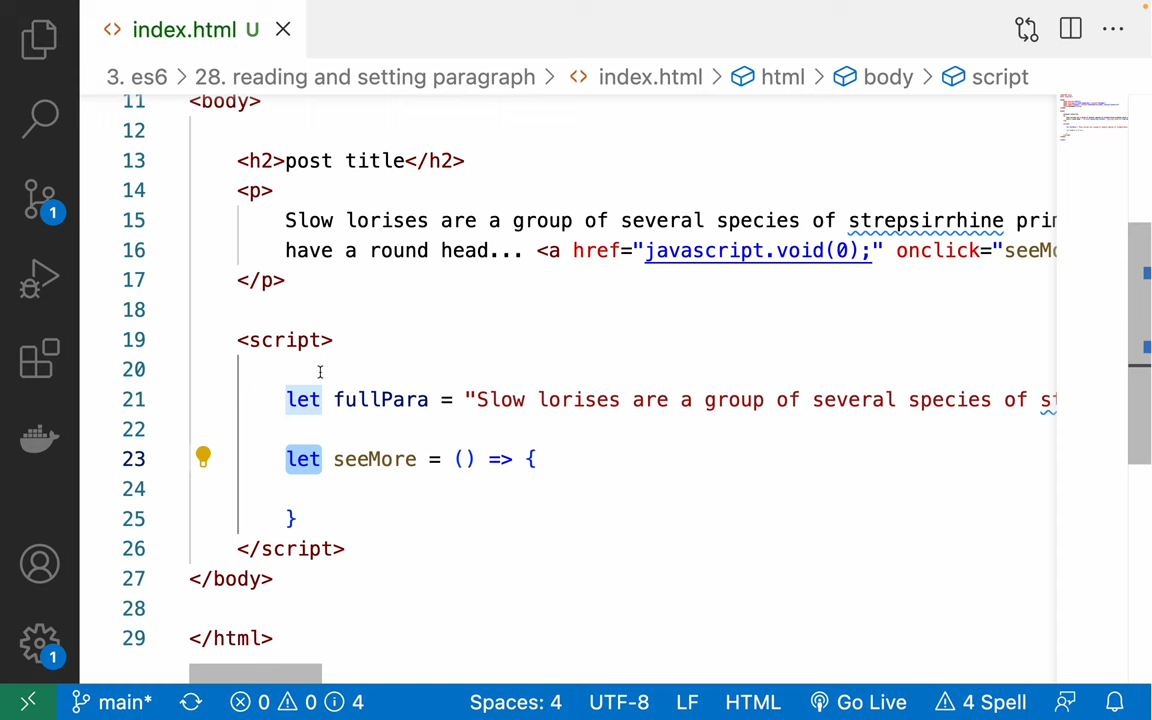 index.html U
3. es6 > 28. reading and setting paragraph > index.html > html > body > script
11 <body>
12
13 <h2>post title</h2>
14 <p>
15 Slow lorises are a group of several species of strepsirrhine prim
16 have a round head... <a href="javascript.void(0);" onclick="seeMo
17 </p>
18
19 <script>
20
21 let fullPara = "Slow lorises are a group of several species of st
22
23 let seeMore = () => {
24
25 }
26 </script>
27 </body>
28
29 </html>
1
1
main* 0 0 4 Spaces: 4 UTF-8 LF HTML Go Live 4 Spell